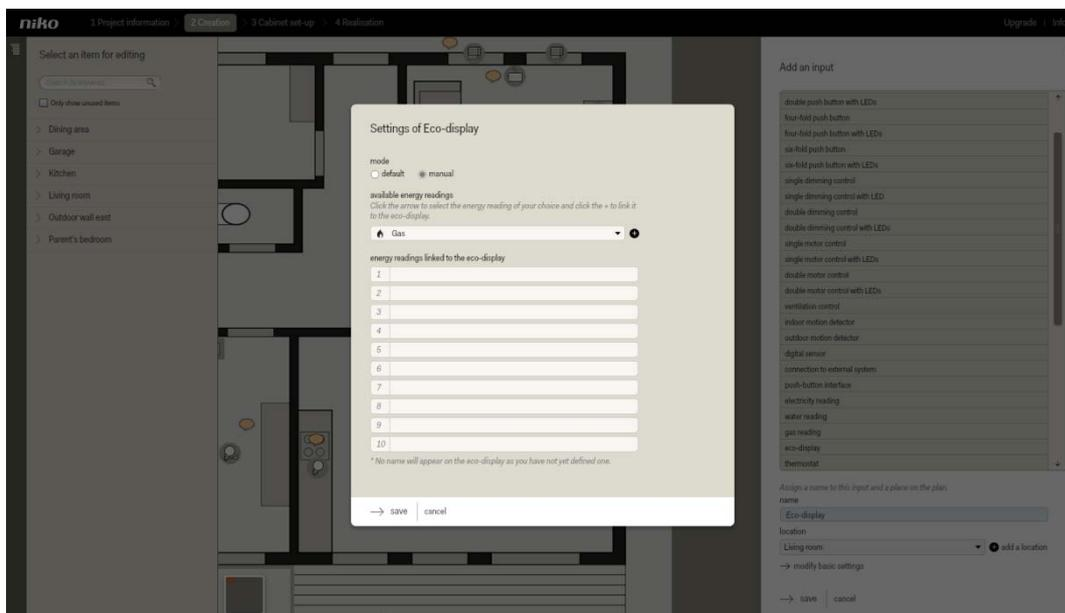 niko
1 Project information
2 Creation
3 Cabinet set-up
4 Realisation
Upgrade
Info
Select an item for editing
Only show unused items
Dining area
Garage
Kitchen
Living room
Outdoor wall east
Parent's bedroom
Settings of Eco-display
mode
default
manual
available energy readings
Click the arrow to select the energy reading of your choice and click the + to link it
to the eco-display.
Gas
energy readings linked to the eco-display
1
2
3
4
5
6
7
8
9
10
* No name will appear on the eco-display as you have not yet defined one.
save
cancel
Add an input
double push button with LEDs
four-fold push button
four-fold push button with LEDs
six-fold push button
six-fold push button with LEDs
single dimming control
single dimming control with LED
double dimming control
double dimming control with LEDs
single motor control
single motor control with LEDs
double motor control
double motor control with LEDs
ventilation control
indoor motion detector
outdoor motion detector
digital sensor
connection to external system
push-button interface
electricity reading
water reading
gas reading
eco-display
thermostat
Assign a name to this input and a place on the plan.
name
Eco-display
location
Living room
add a location
modify basic settings
save
cancel